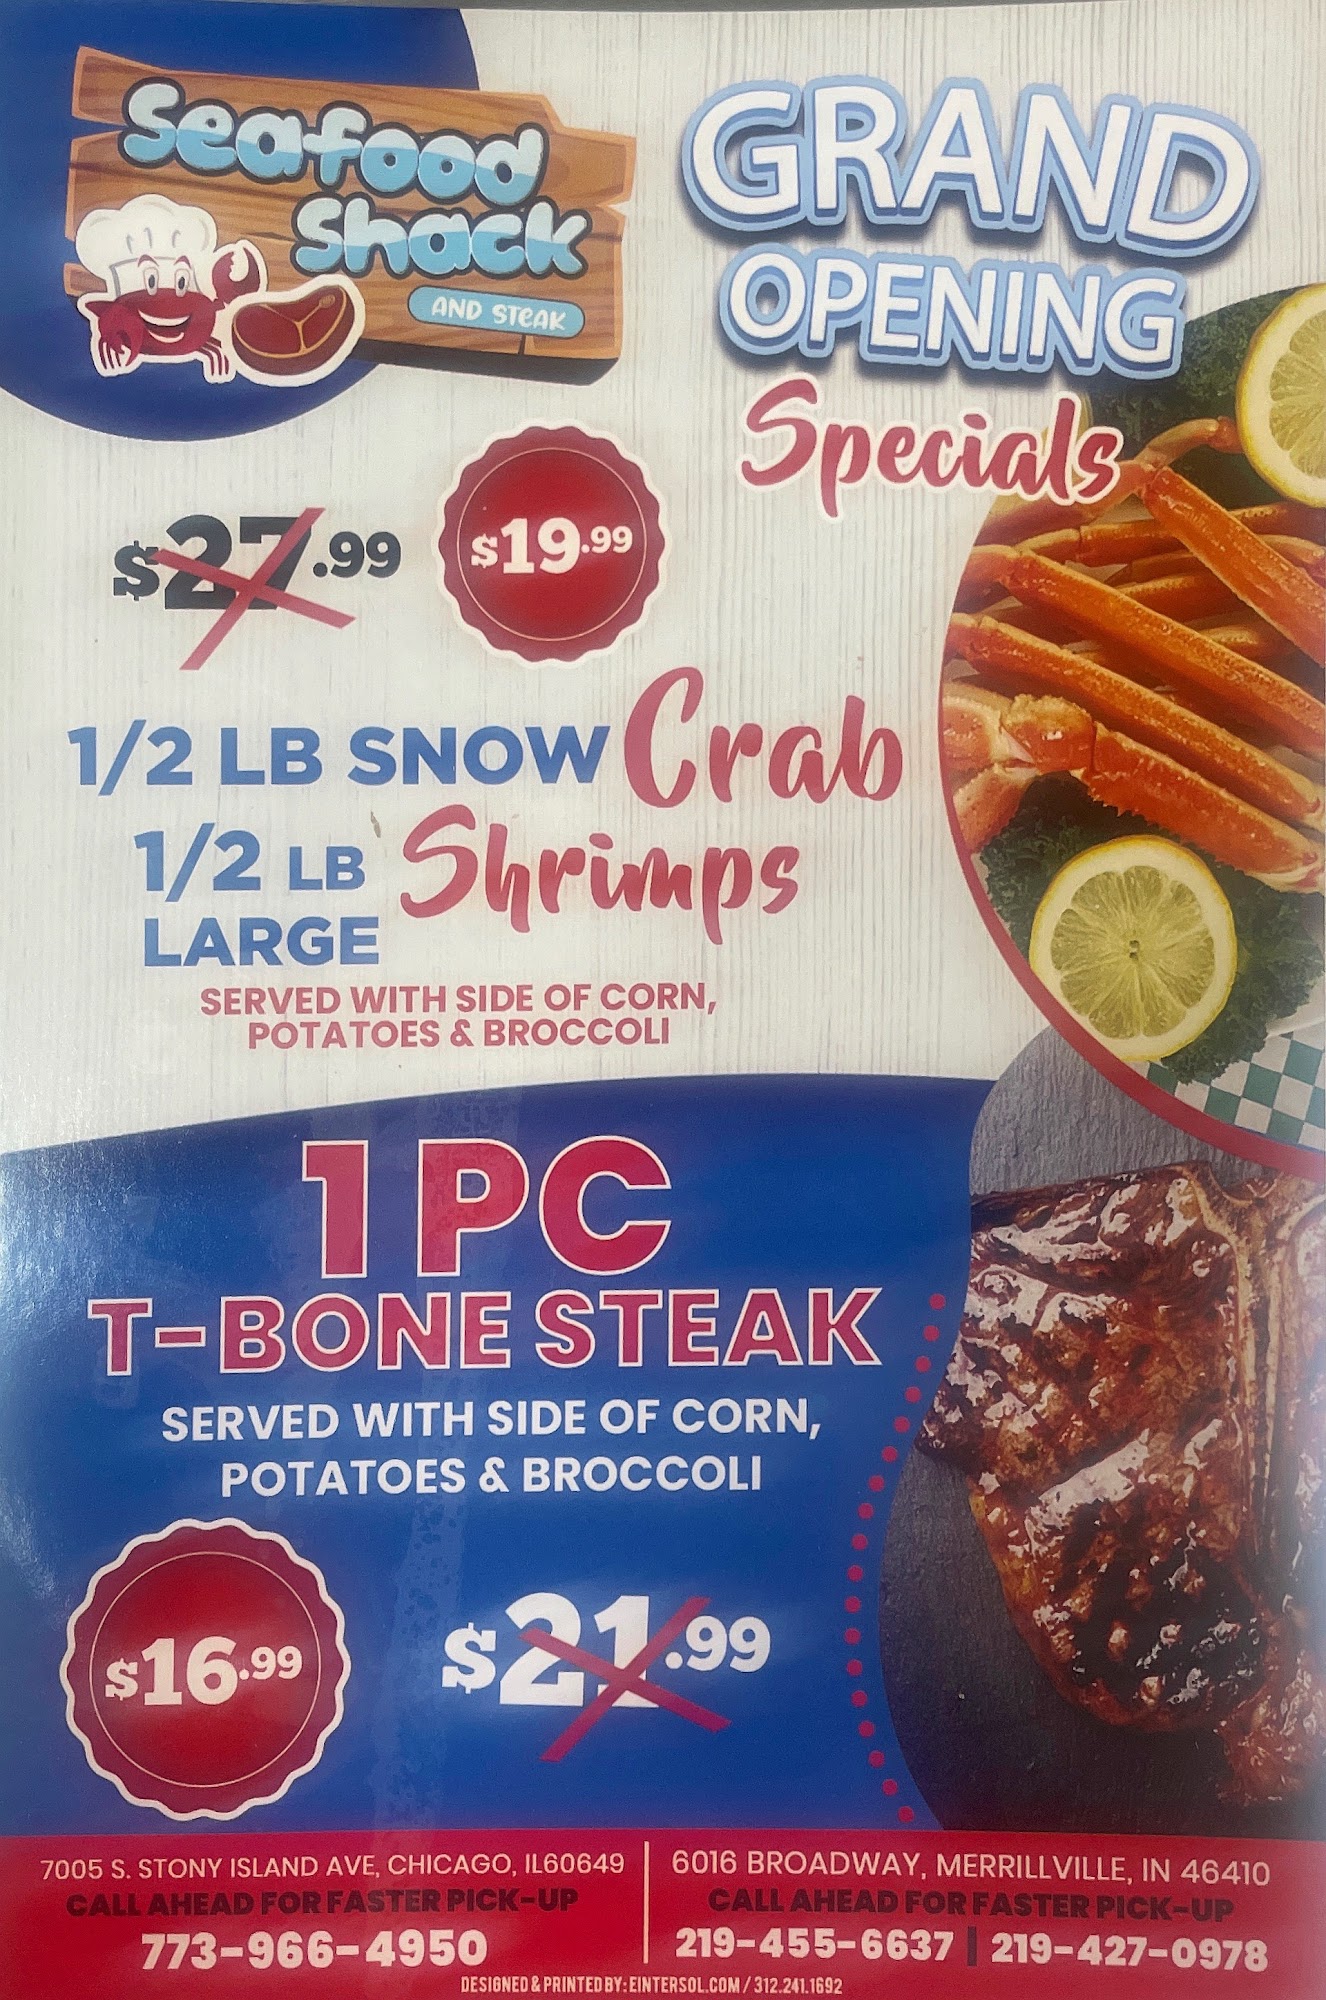 Seafood
Shack
AND STEAK
GRAND
OPENING
Specials
$27.99
$19.99
1/2 LB SNOW Crab
1/2 LB Shrimps
LARGE
SERVED WITH SIDE OF CORN,
POTATOES & BROCCOLI
1 PC
T-BONE STEAK
SERVED WITH SIDE OF CORN,
POTATOES & BROCCOLI
$16.99
$21.99
7005 S. STONY ISLAND AVE, CHICAGO, IL60649
CALL AHEAD FOR FASTER PICK-UP
773-966-4950
6016 BROADWAY, MERRILLVILLE, IN 46410
CALL AHEAD FOR FASTER PICK-UP
219-455-6637 | 219-427-0978
DESIGNED & PRINTED BY: EINTERSOL.COM / 312.241.1692